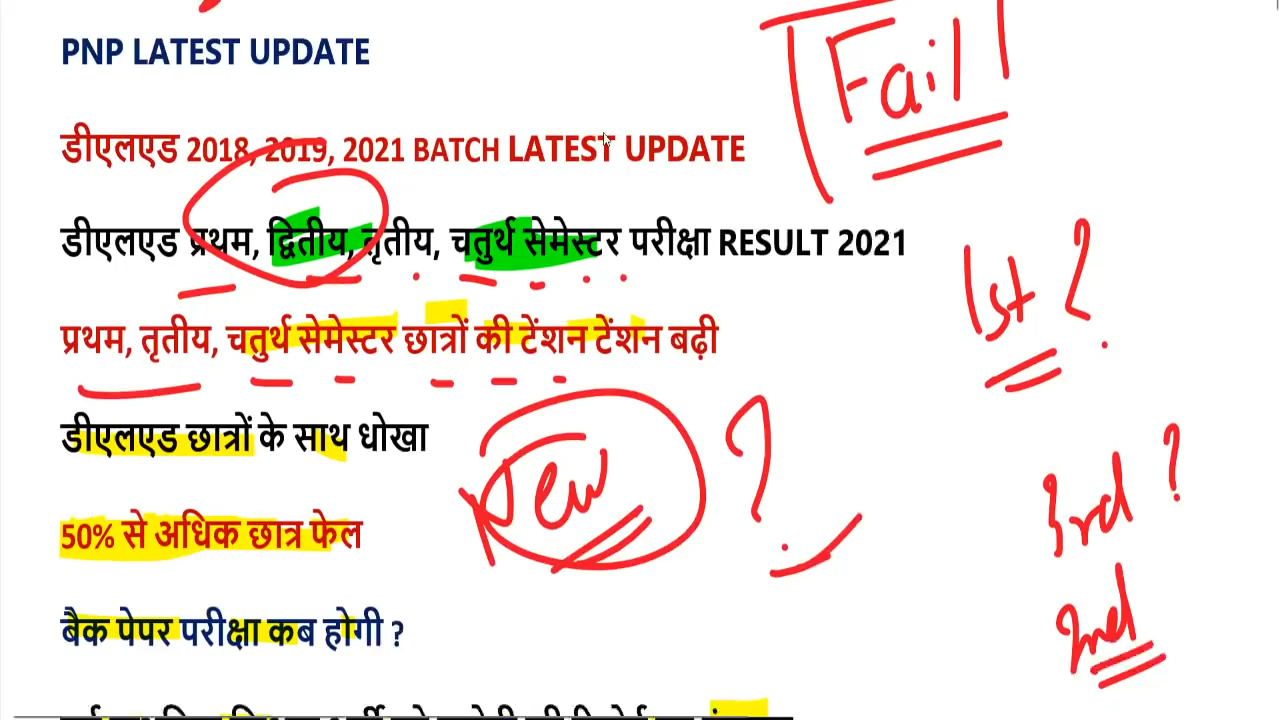 PNP LATEST UPDATE
Fail
डीएलएड 2018, 2019, 2021 BATCH LATEST UPDATE
डीएलएड प्रथम, द्वितीय, तृतीय, चतुर्थ सेमेस्टर परीक्षा RESULT 2021
1st ?
प्रथम, तृतीय, चतुर्थ सेमेस्टर छात्रों की टेंशन टेंशन बढ़ी
डीएलएड छात्रों के साथ धोखा
New ?
3rd ?
50% से अधिक छात्र फेल
2nd
बैक पेपर परीक्षा कब होगी ?